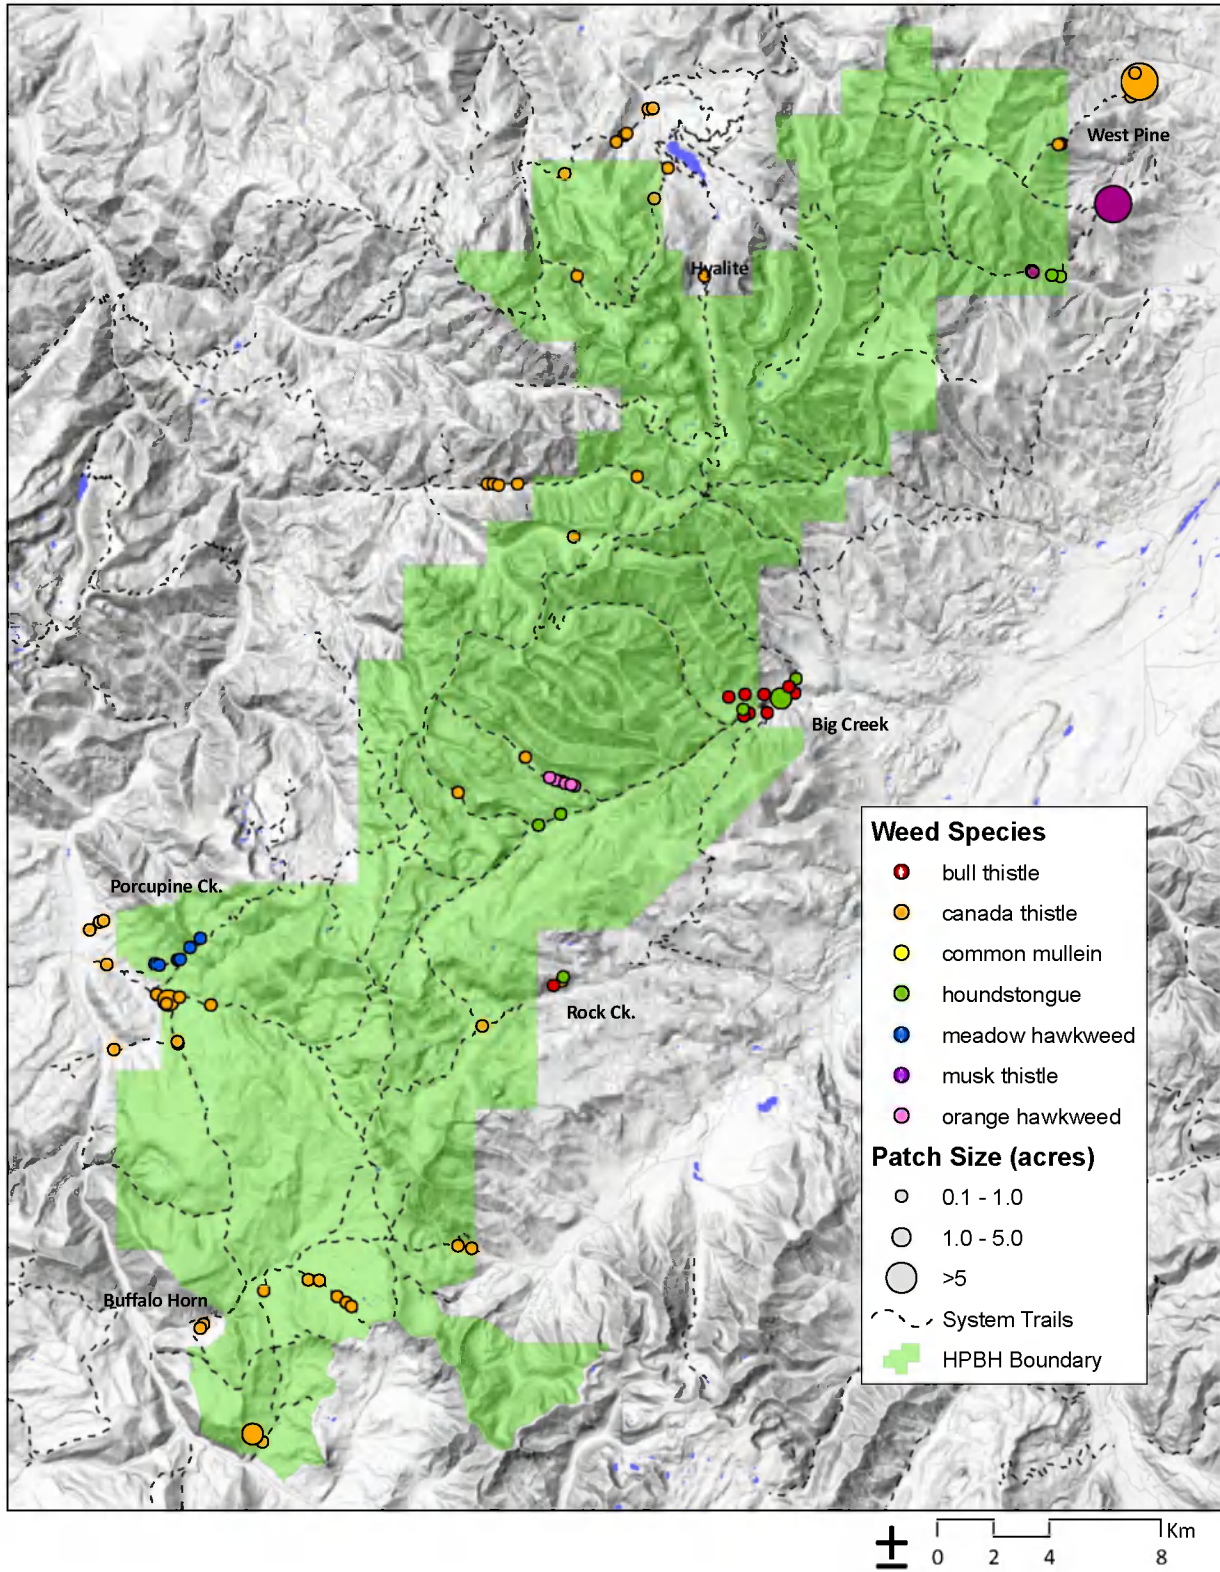 West Pine
Hyalite
Big Creek
Porcupine Ck.
Rock Ck.
Buffalo Horn
Weed Species
bull thistle
canada thistle
common mullein
houndstongue
meadow hawkweed
musk thistle
orange hawkweed
Patch Size (acres)
0.1 - 1.0
1.0 - 5.0
>5
System Trails
HPBH Boundary
Km
0 2 4 8